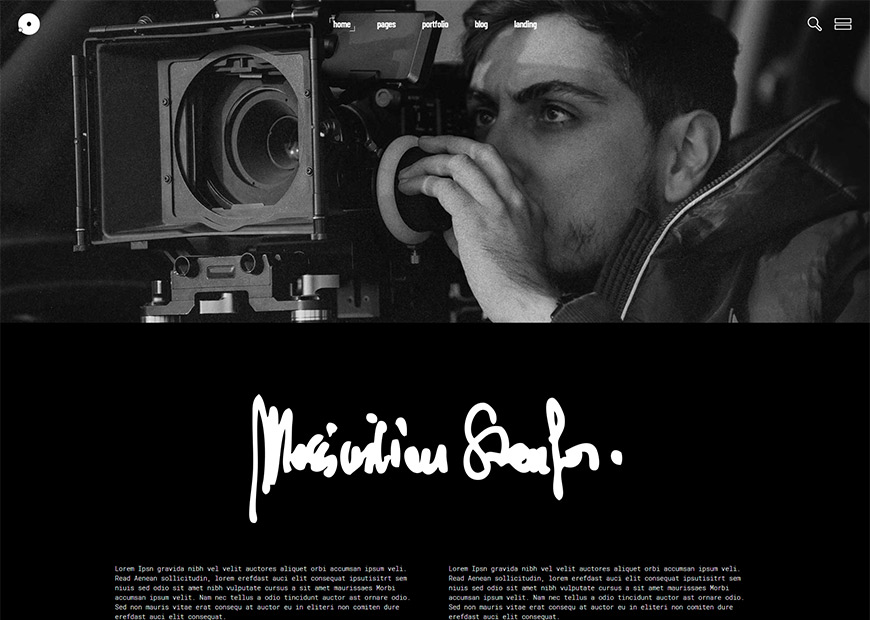 home pages portfolio blog landing
Lorem Ipsn gravida nibh vel velit auctores aliquet orbi accumsan ipsum veli.
Read Aenean sollicitudin, lorem erefdast auci elit consequat ipsutisitrt sem
niuis sed odio sit amet nibh vulputate cursus a sit amet maurissaes Morbi
accumsan ipsum velit. Nam nec tellus a odio tincidunt auctor ast ornare odio.
Sed non mauris vitae erat consequ at auctor eu in eliteri non comiten dure
erefdast auci elit consequat.
Lorem Ipsn gravida nibh vel velit auctores aliquet orbi accumsan ipsum veli.
Read Aenean sollicitudin, lorem erefdast auci elit consequat ipsutisitrt sem
niuis sed odio sit amet nibh vulputate cursus a sit amet maurissaes Morbi
accumsan ipsum velit. Nam nec tellus a odio tincidunt auctor ast ornare odio.
Sed non mauris vitae erat consequ at auctor eu in eliteri non comiten dure
erefdast auci elit consequat.